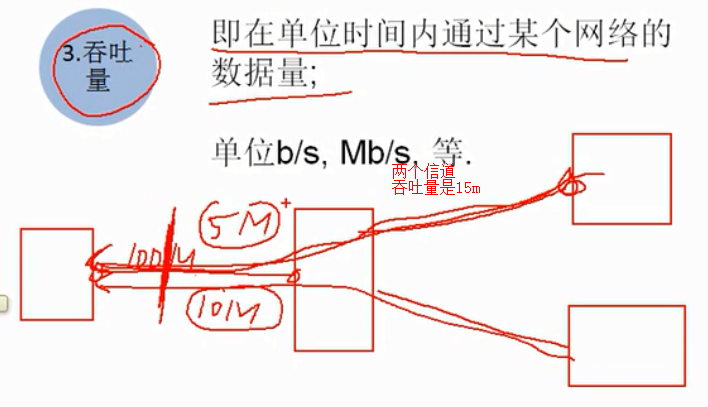 3.吞吐
量
即在单位时间内通过某个网络的
数据量;
单位b/s, Mb/s, 等.
两个信道
吞吐量是15m
5M
100M
10M